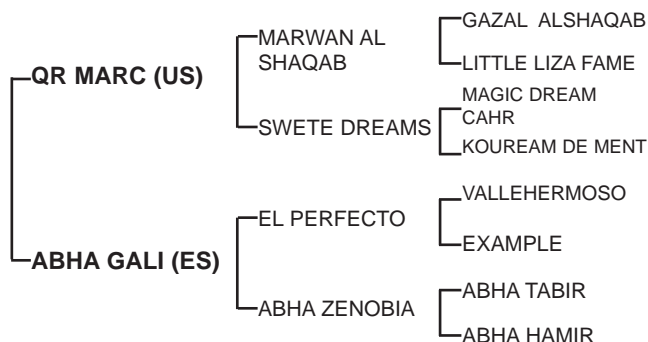 GAZAL ALSHAQAB
MARWAN AL
SHAQAB
LITTLE LIZA FAME
QR MARC (US)
MAGIC DREAM
CAHR
SWETE DREAMS
KOUREAM DE MENT
VALLEHERMOSO
EL PERFECTO
EXAMPLE
ABHA GALI (ES)
ABHA TABIR
ABHA ZENOBIA
ABHA HAMIR